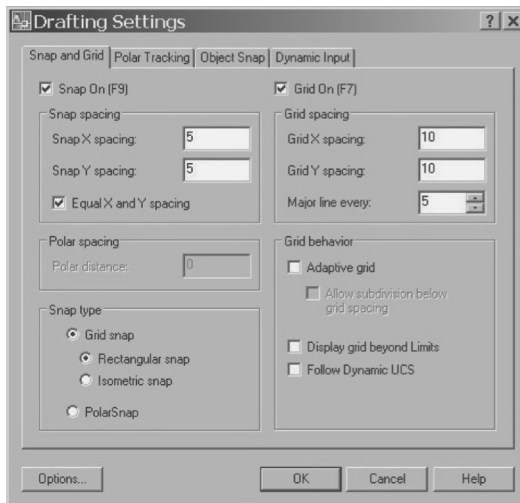 Drafting Settings
Snap and Grid
Polar Tracking
Object Snap
Dynamic Input
Snap On (F9)
Snap spacing
Snap X spacing: 5
Snap Y spacing: 5
Equal X and Y spacing
Polar spacing
Polar distance: 0
Snap type
Grid snap
Rectangular snap
Isometric snap
PolarSnap
Grid On (F7)
Grid spacing
Grid X spacing: 10
Grid Y spacing: 10
Major line every: 5
Grid behavior
Adaptive grid
Allow subdivision below
grid spacing
Display grid beyond Limits
Follow Dynamic UCS
Options...
OK
Cancel
Help